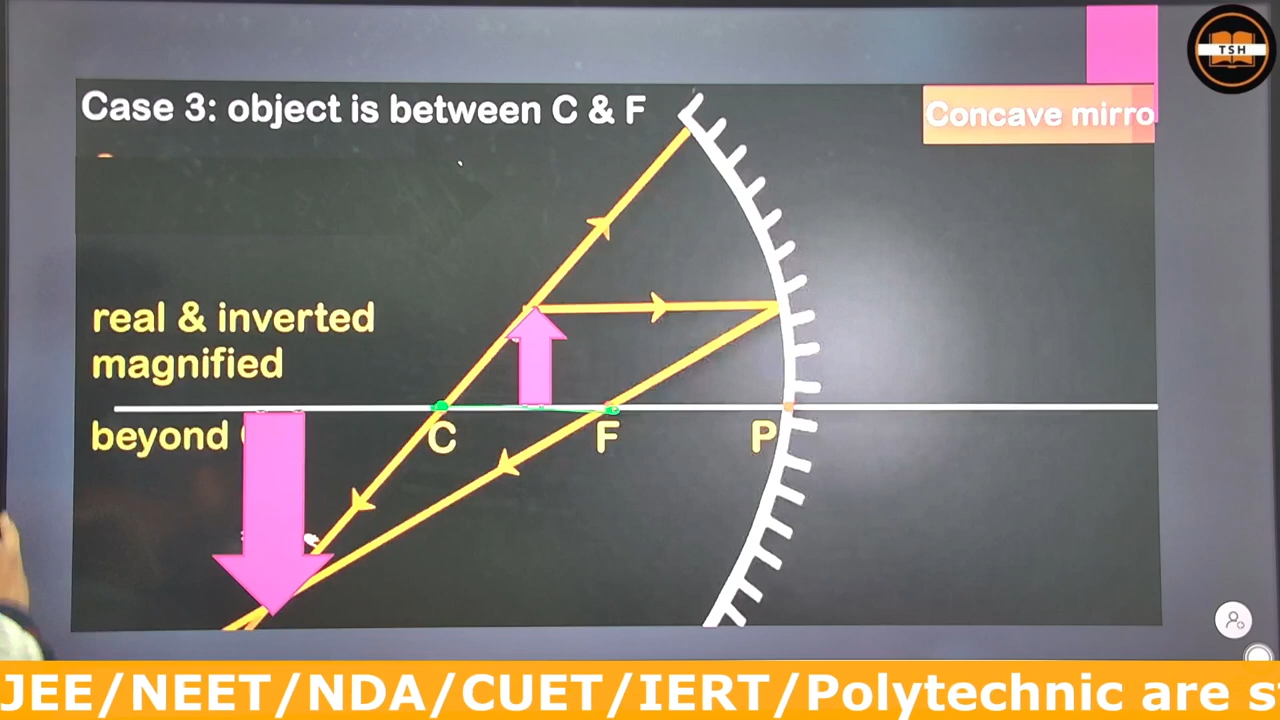 TSH
Case 3: object is between C & F
Concave mirro
real & inverted
magnified
beyond
C
F
P
JEE/NEET/NDA/CUET/IERT/Polytechnic are s